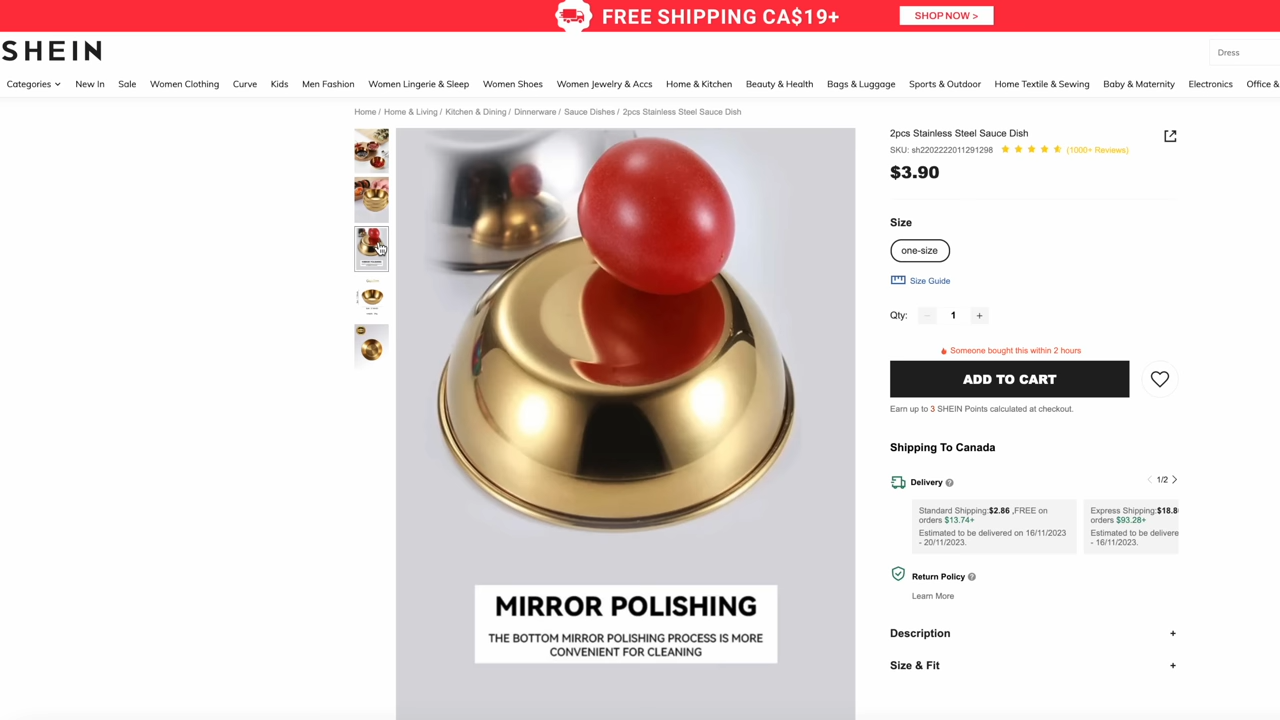 FREE SHIPPING CA$19+
SHOP NOW >
SHEIN
Dress
Categories
New In
Sale
Women Clothing
Curve
Kids
Men Fashion
Women Lingerie & Sleep
Women Shoes
Women Jewelry & Accs
Home & Kitchen
Beauty & Health
Bags & Luggage
Sports & Outdoor
Home Textile & Sewing
Baby & Maternity
Electronics
Office &
Home / Home & Living / Kitchen & Dining / Dinnerware / Sauce Dishes / 2pcs Stainless Steel Sauce Dish
MIRROR POLISHING
THE BOTTOM MIRROR POLISHING PROCESS IS MORE
CONVENIENT FOR CLEANING
2pcs Stainless Steel Sauce Dish
SKU: sh2202222011291298
(1000+ Reviews)
$3.90
Size
one-size
Size Guide
Qty: − 1 +
Someone bought this within 2 hours
ADD TO CART
Earn up to 3 SHEIN Points calculated at checkout.
Shipping To Canada
Delivery ?
< 1/2 >
Standard Shipping:$2.86 ,FREE on
orders $13.74+
Estimated to be delivered on 16/11/2023
- 20/11/2023.
Express Shipping:$18.8
orders $93.28+
Estimated to be delivere
- 16/11/2023.
Return Policy ?
Learn More
Description +
Size & Fit +